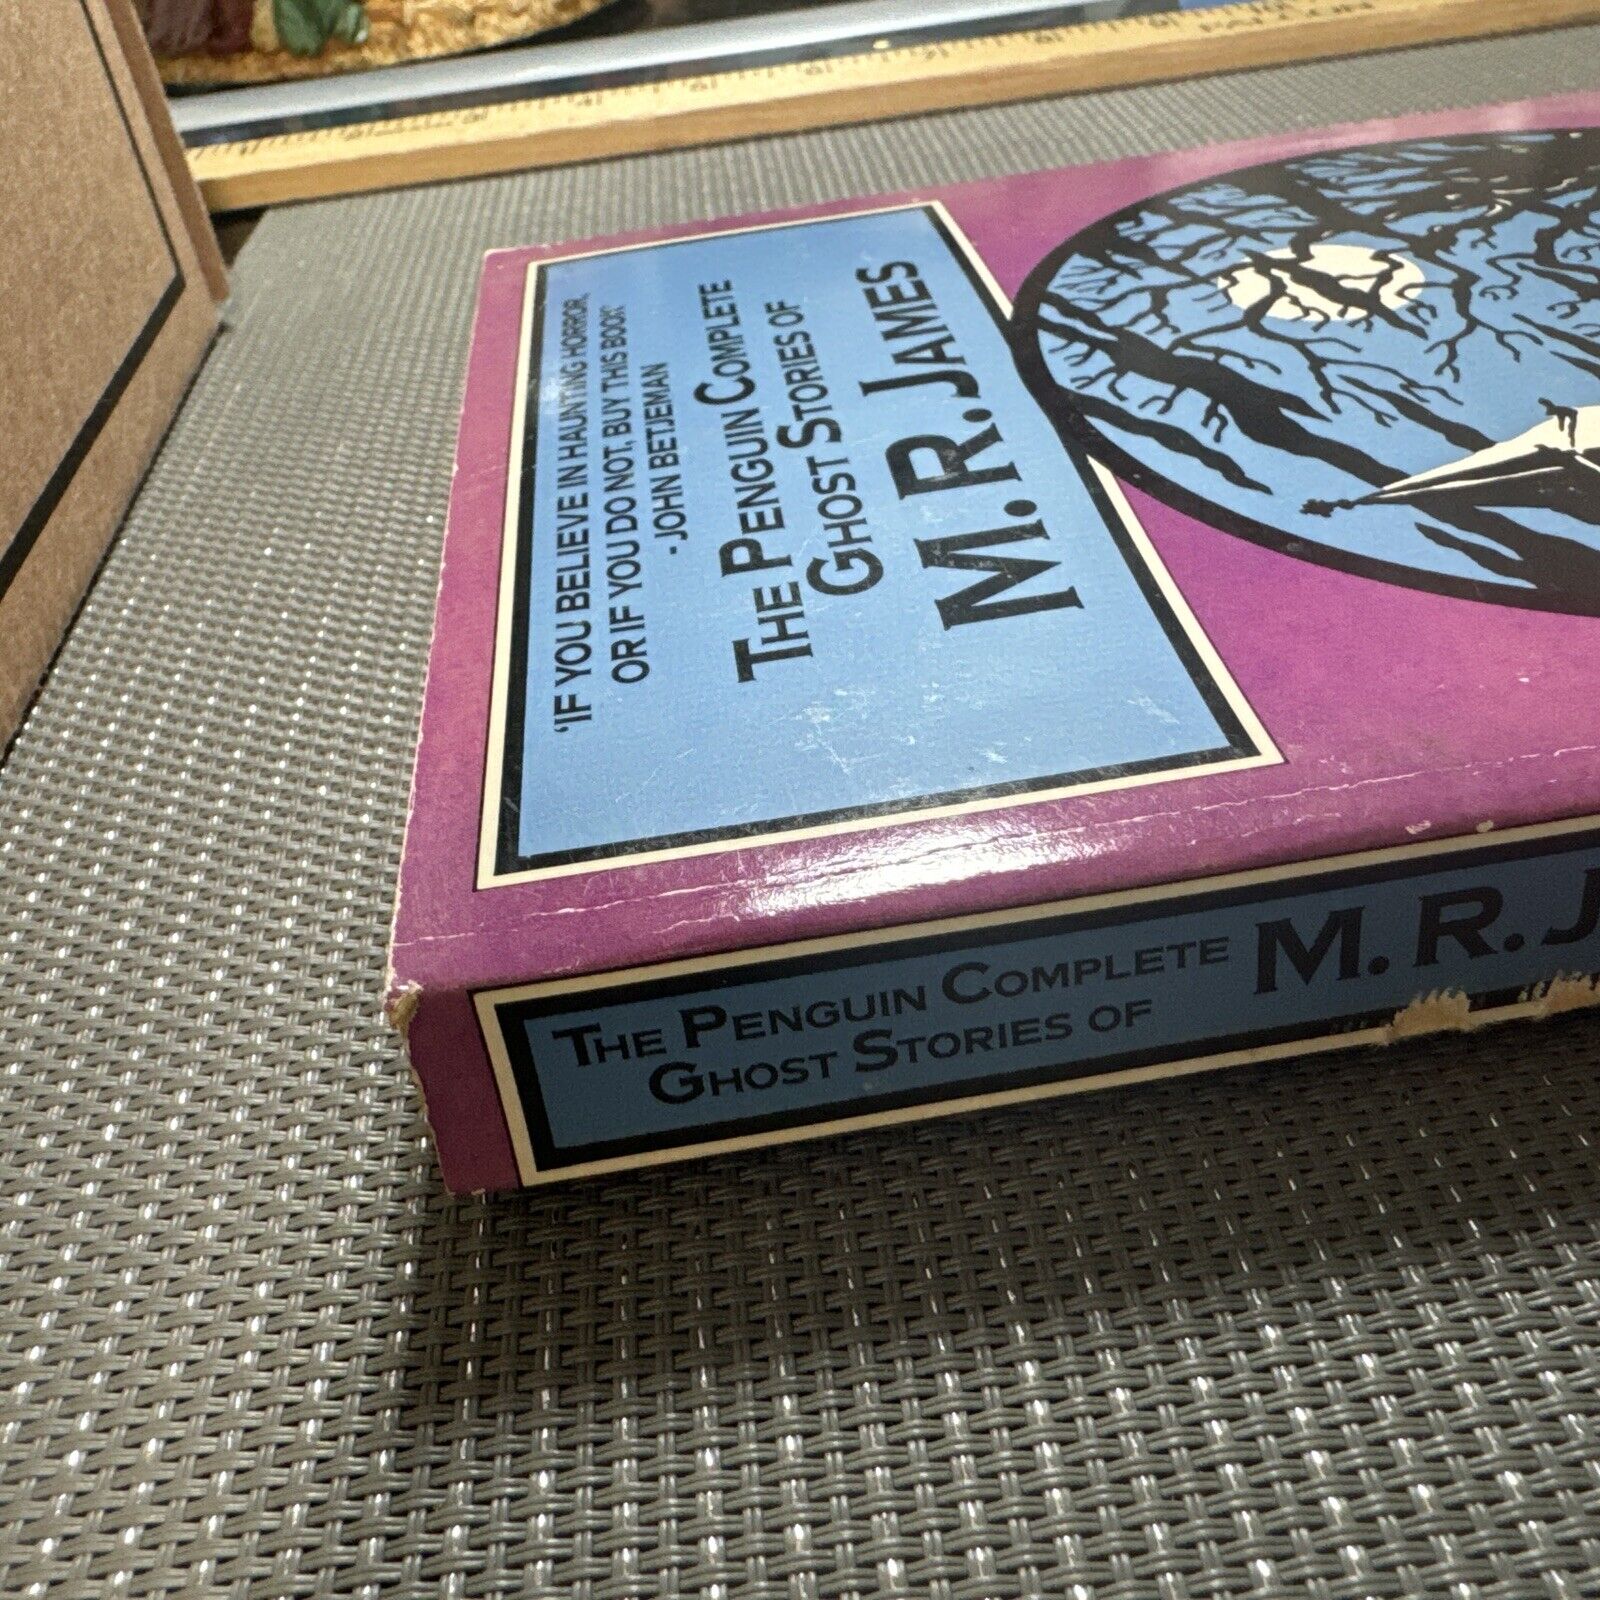 'IF YOU BELIEVE IN HAUNTING HORROR,
OR IF YOU DO NOT, BUY THIS BOOK'
-JOHN BETJEMAN
THE PENGUIN COMPLETE
GHOST STORIES OF
M. R. JAMES
THE PENGUIN COMPLETE
GHOST STORIES OF
M. R. J